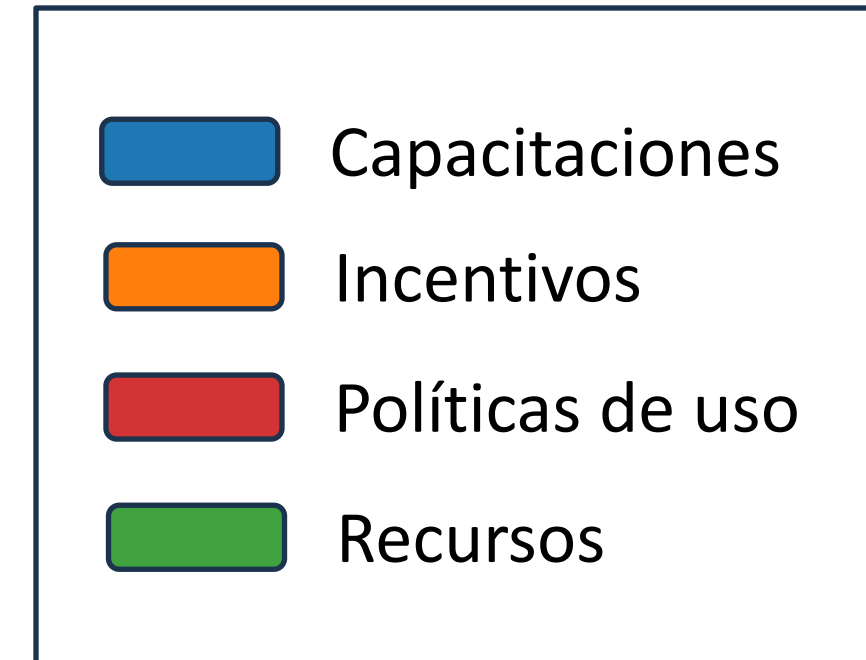 Capacitaciones
Incentivos
Políticas de uso
Recursos